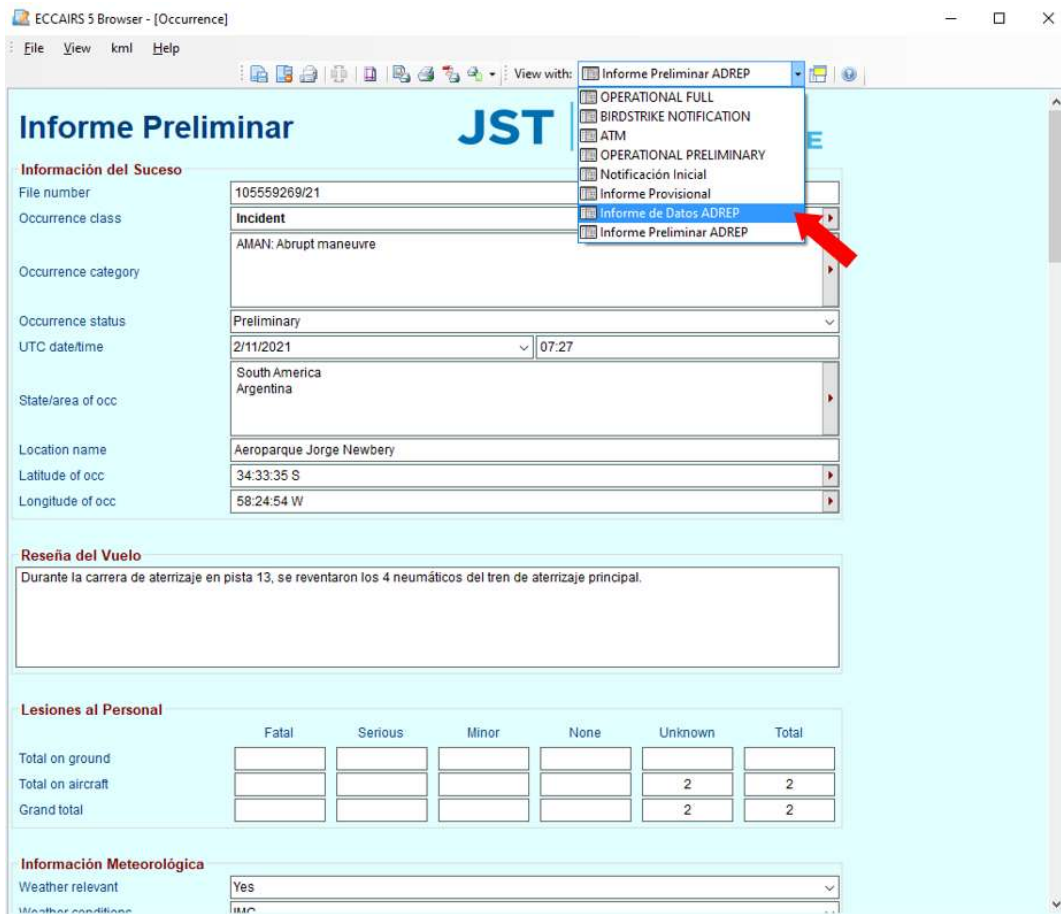 ECCAIRS 5 Browser - [Occurrence]
File View kml Help
View with: Informe Preliminar ADREP
OPERATIONAL FULL
BIRDSTRIKE NOTIFICATION
ATM
OPERATIONAL PRELIMINARY
Notificación Inicial
Informe Provisional
Informe de Datos ADREP
Informe Preliminar ADREP
Informe Preliminar JST
Información del Suceso
File number 105559269/21
Occurrence class Incident
Occurrence category AMAN: Abrupt maneuvre
Occurrence status Preliminary
UTC date/time 2/11/2021 07:27
State/area of occ South America
Argentina
Location name Aeroparque Jorge Newbery
Latitude of occ 34:33:35 S
Longitude of occ 58:24:54 W
Reseña del Vuelo
Durante la carrera de aterrizaje en pista 13, se reventaron los 4 neumáticos del tren de aterrizaje principal.
Lesiones al Personal
Fatal Serious Minor None Unknown Total
Total on ground
Total on aircraft 2 2
Grand total 2 2
Información Meteorológica
Weather relevant Yes
Weather conditions IMC